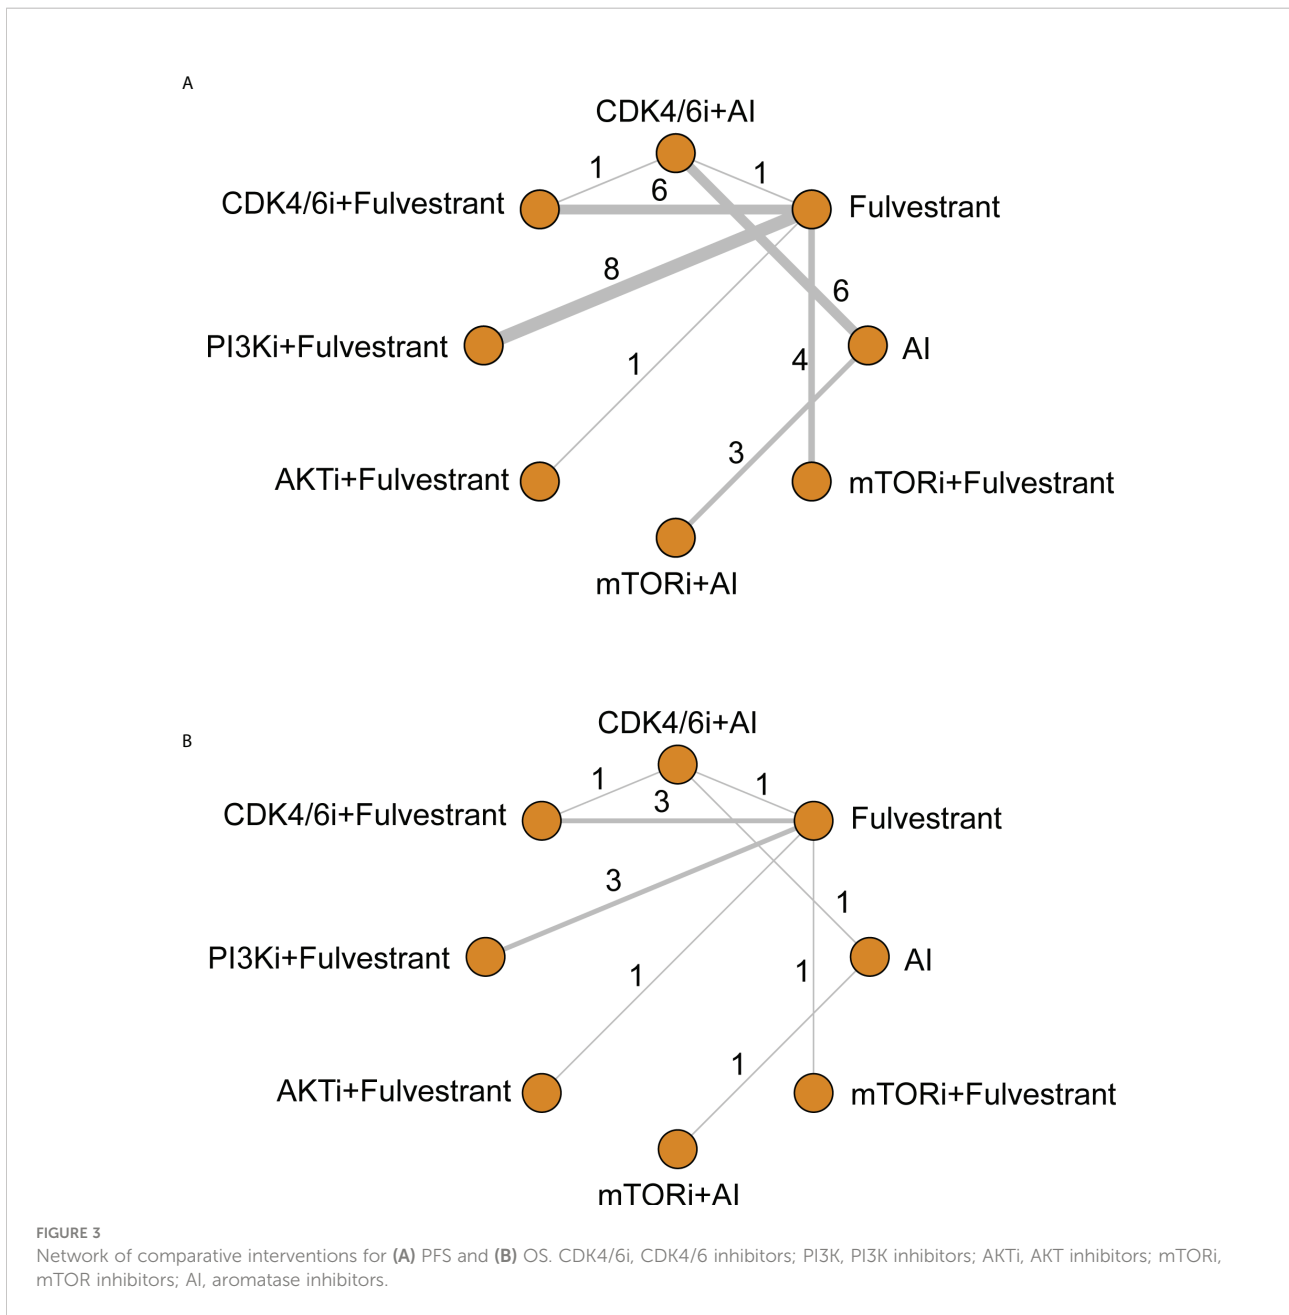 A
CDK4/6i+AI
1
1
6
CDK4/6i+Fulvestrant
Fulvestrant
8
6
PI3Ki+Fulvestrant
AI
1
4
3
AKTi+Fulvestrant
mTORi+Fulvestrant
mTORi+AI
B
CDK4/6i+AI
1
1
3
CDK4/6i+Fulvestrant
Fulvestrant
3
1
PI3Ki+Fulvestrant
AI
1
1
1
AKTi+Fulvestrant
mTORi+Fulvestrant
mTORi+AI
FIGURE 3
Network of comparative interventions for (A) PFS and (B) OS. CDK4/6i, CDK4/6 inhibitors; PI3K, PI3K inhibitors; AKTi, AKT inhibitors; mTORi,
mTOR inhibitors; AI, aromatase inhibitors.